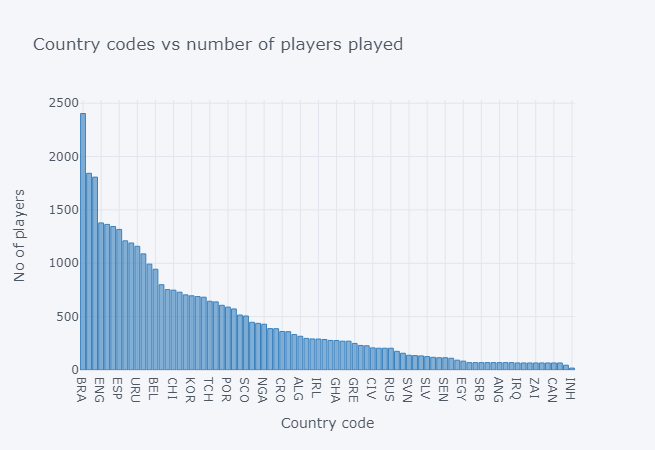 Country codes vs number of players played
2500
2000
1500
1000
500
0
No of players
BRA
ENG
ESP
URU
BEL
CHI
KOR
TCH
POR
SCO
NGA
CRO
ALG
IRL
GHA
GRE
CIV
RUS
SVN
SLV
SEN
EGY
SRB
ANG
IRQ
ZAI
CAN
INH
Country code